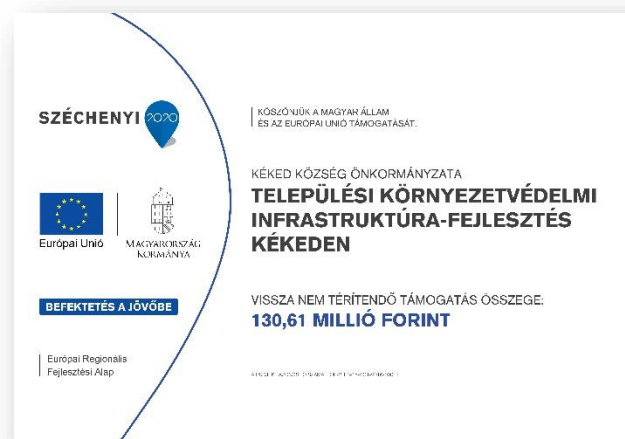 SZÉCHENYI 2020
Európai Unió
MAGYARORSZÁG
KORMÁNYA
BEFEKTETÉS A JÖVŐBE
Európai Regionális
Fejlesztési Alap
KÖSZÖNJÜK A MAGYAR ÁLLAM
ÉS AZ EURÓPAI UNIÓ TÁMOGATÁSÁT.
KÉKED KÖZSÉG ÖNKORMÁNYZATA
TELEPÜLÉSI KÖRNYEZETVÉDELMI
INFRASTRUKTÚRA-FEJLESZTÉS
KÉKEDEN
VISSZA NEM TÉRÍTENDŐ TÁMOGATÁS ÖSSZEGE:
130,61 MILLIÓ FORINT